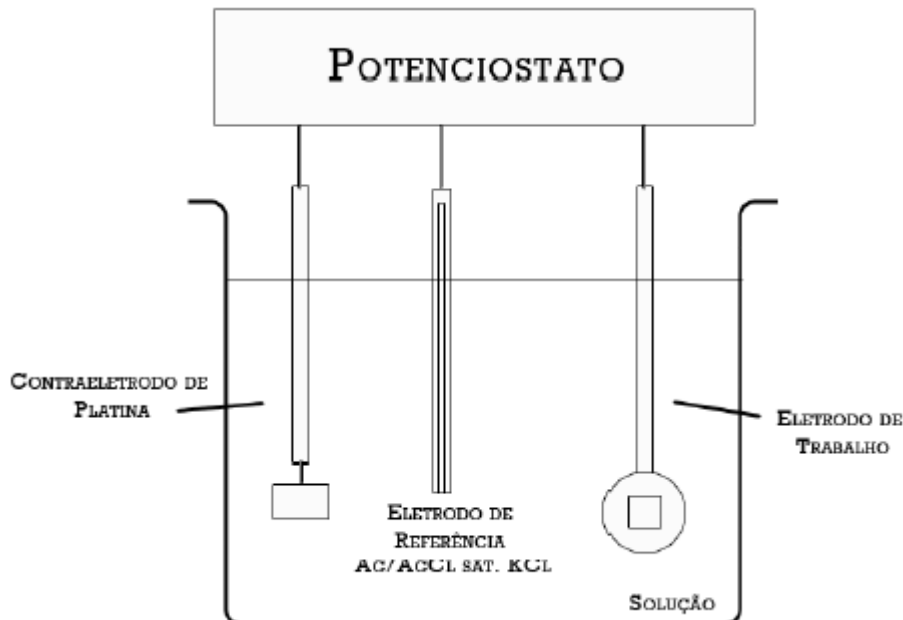 POTENCIOSTATO
CONTRAELETRODO DE
PLATINA
ELETRODO DE
TRABALHO
ELETRODO DE
REFERÊNCIA
AG/AGCL SAT. KCL
SOLUÇÃO